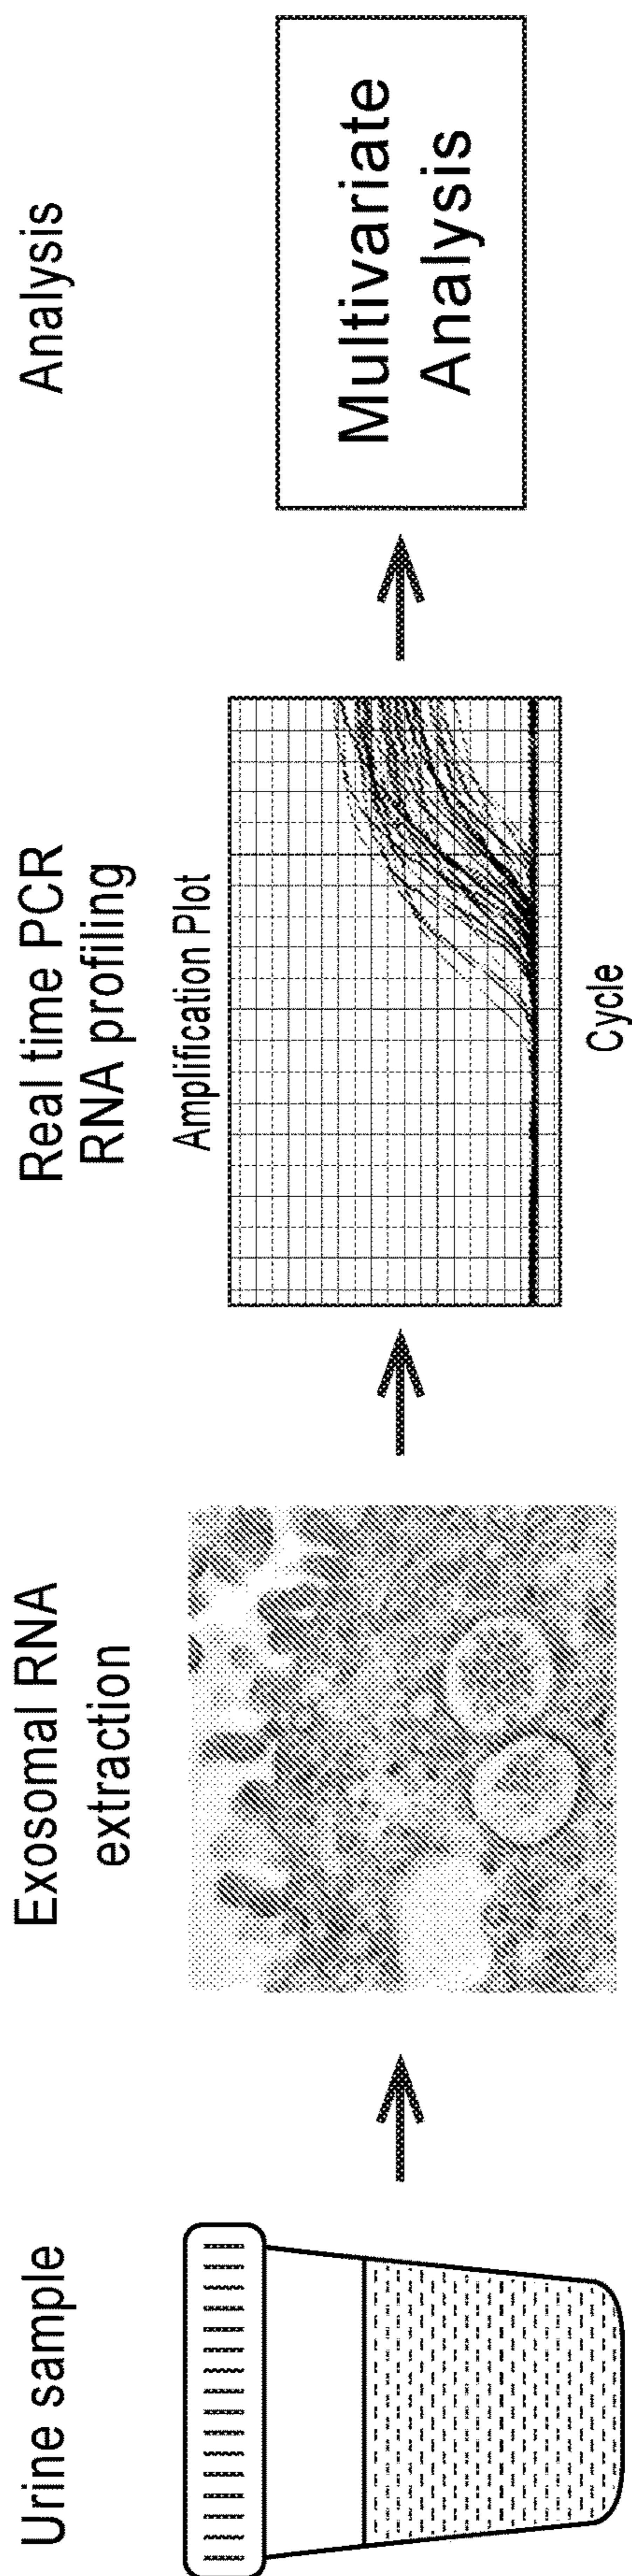 Urine sample
Exosomal RNA
extraction
Real time PCR
RNA profiling
Amplification Plot
Cycle
Analysis
Multivariate
Analysis